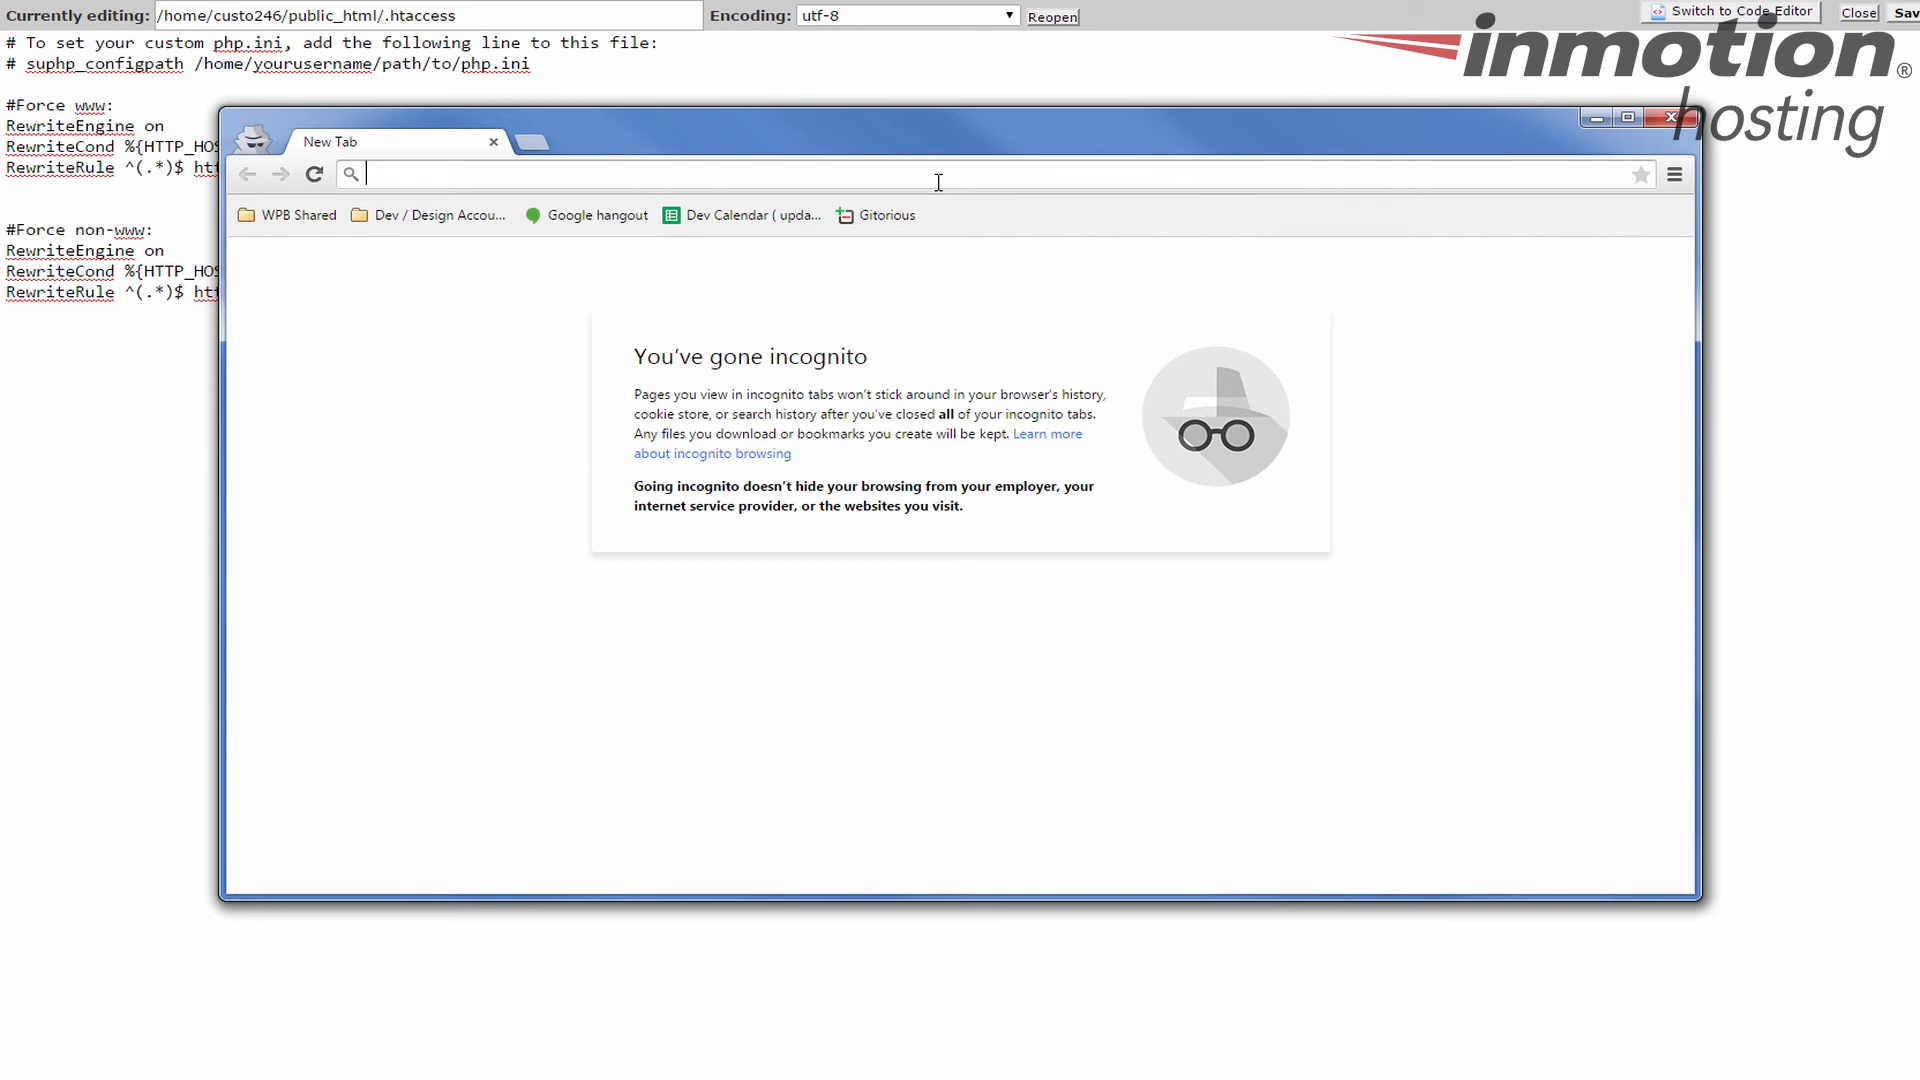 Currently editing: /home/custo246/public_html/.htaccess Encoding: utf-8 Reopen Switch to Code Editor Close
# To set your custom php.ini, add the following line to this file:
# suphp_configpath /home/yourusername/path/to/php.ini
inmotion®
hosting
#Force www:
RewriteEngine on
RewriteCond %{HTTP_HOS
RewriteRule ^(.*)$ htt
#Force non-www:
RewriteEngine on
RewriteCond %{HTTP_HOS
RewriteRule ^(.*)$ htt
New Tab
WPB Shared Dev / Design Accou... Google hangout Dev Calendar ( upda... Gitorious
You’ve gone incognito
Pages you view in incognito tabs won’t stick around in your browser’s history,
cookie store, or search history after you’ve closed all of your incognito tabs.
Any files you download or bookmarks you create will be kept. Learn more
about incognito browsing
Going incognito doesn’t hide your browsing from your employer, your
internet service provider, or the websites you visit.